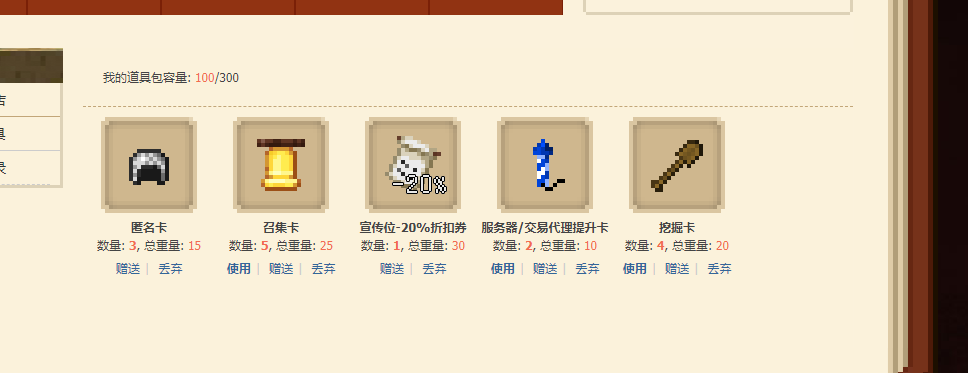 我的道具包容量: 100/300
店
具
录
-20%
匿名卡 召集卡 宣传位-20%折扣券 服务器/交易代理提升卡 挖掘卡
数量: 3, 总重量: 15 数量: 5, 总重量: 25 数量: 1, 总重量: 30 数量: 2, 总重量: 10 数量: 4, 总重量: 20
赠送 | 丢弃 使用 | 赠送 | 丢弃 赠送 | 丢弃 使用 | 赠送 | 丢弃 使用 | 赠送 | 丢弃